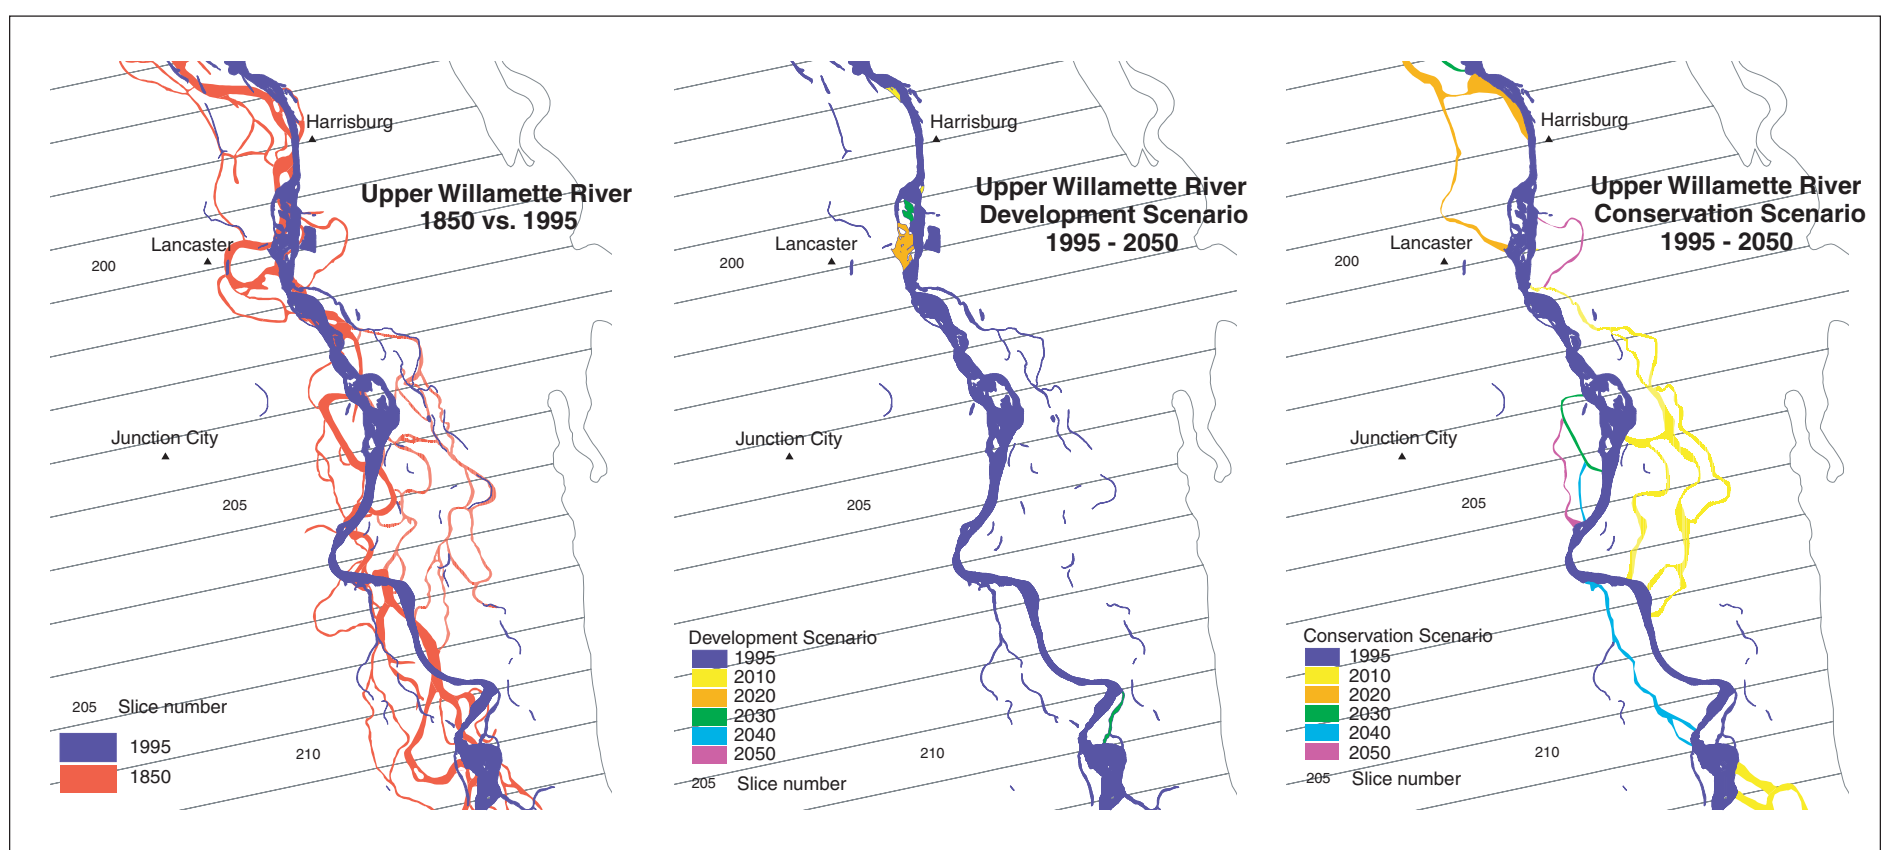 Harrisburg
Upper Willamette River
1850 vs. 1995
Lancaster
200
Junction City
205
205 Slice number
1995
1850
210
Harrisburg
Upper Willamette River
Development Scenario
1995 - 2050
Lancaster
200
Junction City
205
Development Scenario
1995
2010
2020
2030
2040
2050
205 Slice number
210
Harrisburg
Upper Willamette River
Conservation Scenario
1995 - 2050
Lancaster
200
Junction City
205
Conservation Scenario
1995
2010
2020
2030
2040
2050
205 Slice number
210